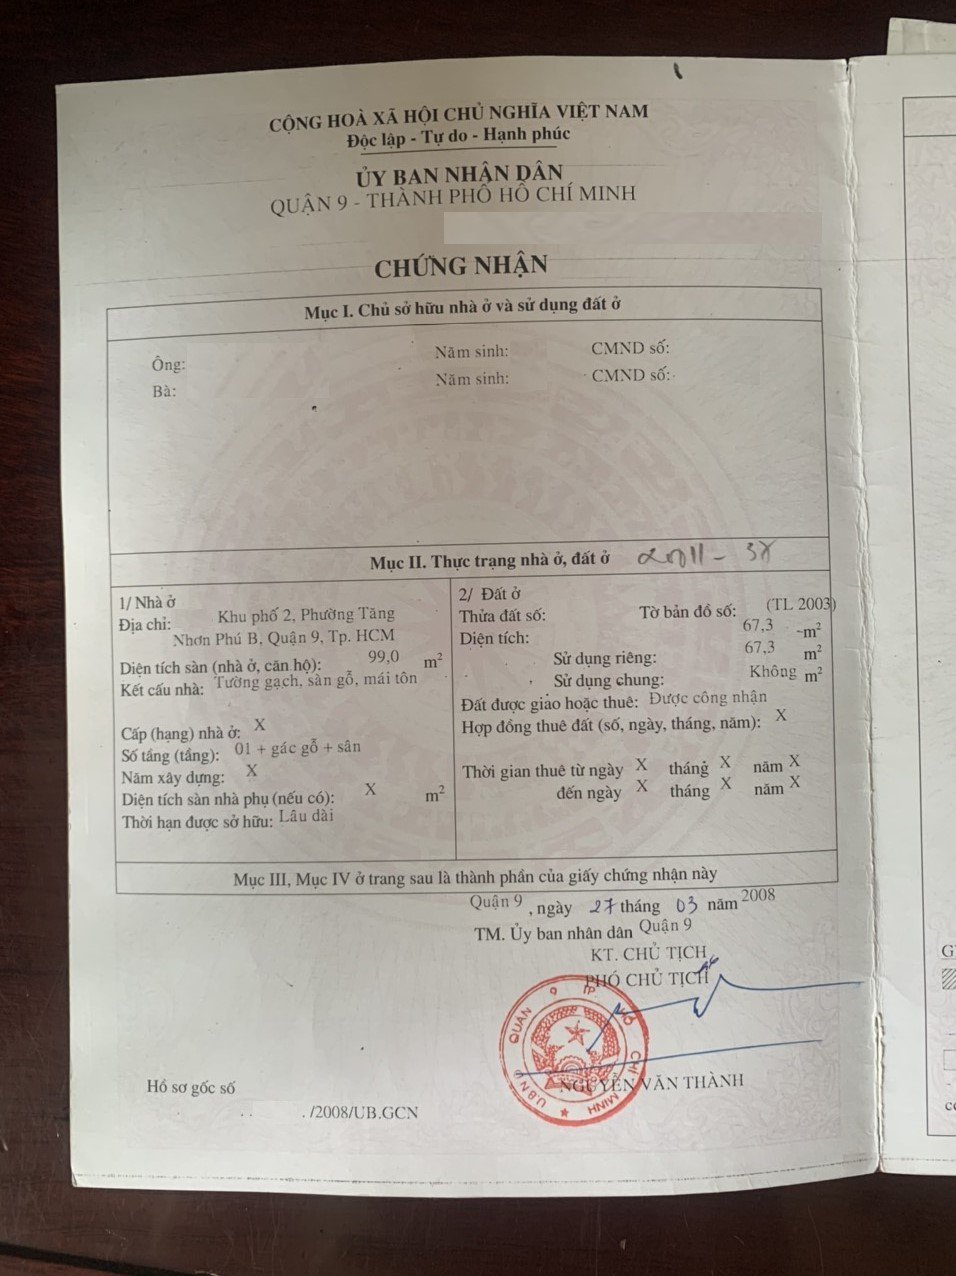 CỘNG HOÀ XÃ HỘI CHỦ NGHĨA VIỆT NAM
Độc lập - Tự do - Hạnh phúc
ỦY BAN NHÂN DÂN
QUẬN 9 - THÀNH PHỐ HỒ CHÍ MINH
CHỨNG NHẬN
Mục I. Chủ sở hữu nhà ở và sử dụng đất ở
Ông: Năm sinh: CMND số:
Bà: Năm sinh: CMND số:
Mục II. Thực trạng nhà ở, đất ở
1/ Nhà ở
Địa chỉ: Khu phố 2, Phường Tăng
Nhơn Phú B, Quận 9, Tp. HCM
Diện tích sàn (nhà ở, căn hộ): 99,0 m²
Kết cấu nhà: Tường gạch, sàn gỗ, mái tôn
Cấp (hạng) nhà ở: X
Số tầng (tầng): 01 + gác gỗ + sân
Năm xây dựng: X
Diện tích sàn nhà phụ (nếu có): X m²
Thời hạn được sở hữu: Lâu dài
2/ Đất ở
Thửa đất số: Tờ bản đồ số: (TL 2003)
Diện tích: 67,3 m²
Sử dụng riêng: 67,3 m²
Sử dụng chung: Không m²
Đất được giao hoặc thuê: Được công nhận
Hợp đồng thuê đất (số, ngày, tháng, năm): X
Thời gian thuê từ ngày X tháng X năm X
đến ngày X tháng X năm X
Mục III, Mục IV ở trang sau là thành phần của giấy chứng nhận này
Quận 9, ngày 27 tháng 03 năm 2008
TM. Ủy ban nhân dân Quận 9
KT. CHỦ TỊCH
PHÓ CHỦ TỊCH
U.B.N.D QUẬN 9 TP. HỒ CHÍ MINH
NGUYỄN VĂN THÀNH
Hồ sơ gốc số
/2008/UB.GCN